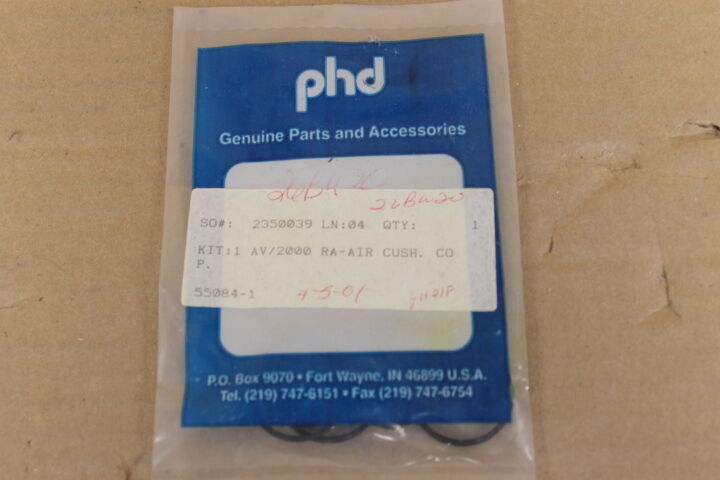 phd
Genuine Parts and Accessories
26BW20
26BW20
SO#: 2350039 LN:04 QTY: 1
KIT:1 AV/2000 RA-AIR CUSH. CO
P.
55084-1 4-5-01
P.O. Box 9070 • Fort Wayne, IN 46899 U.S.A.
Tel. (219) 747-6151 • Fax (219) 747-6754